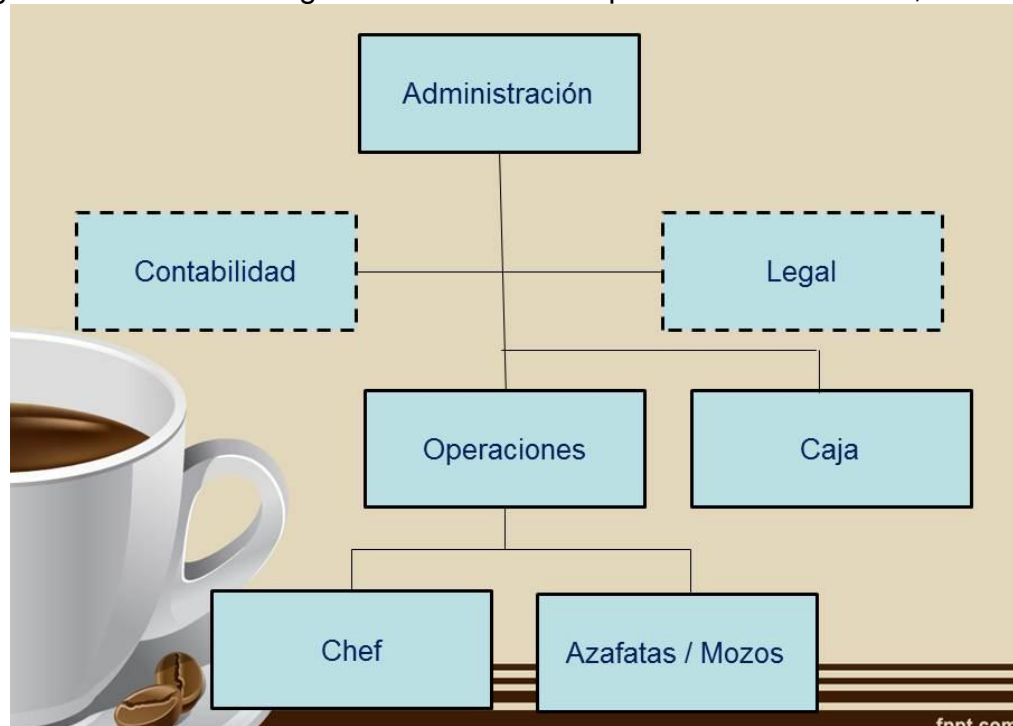 Administración
Contabilidad
Legal
Operaciones
Caja
Chef
Azafatas / Mozos